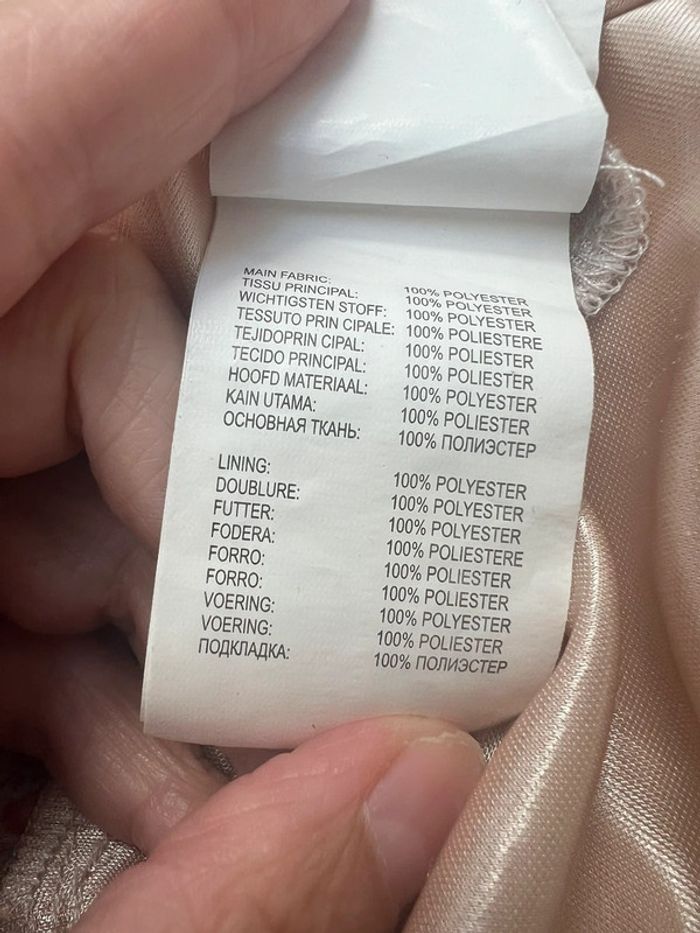 MAIN FABRIC: 100% POLYESTER
TISSU PRINCIPAL: 100% POLYESTER
WICHTIGSTEN STOFF: 100% POLYESTER
TESSUTO PRIN CIPALE: 100% POLIESTERE
TEJIDOPRIN CIPAL: 100% POLIESTER
TECIDO PRINCIPAL: 100% POLIESTER
HOOFD MATERIAAL: 100% POLYESTER
KAIN UTAMA: 100% POLIESTER
ОСНОВНАЯ ТКАНЬ: 100% ПОЛИЭСТЕР
LINING: 100% POLYESTER
DOUBLURE: 100% POLYESTER
FUTTER: 100% POLYESTER
FODERA: 100% POLIESTERE
FORRO: 100% POLIESTER
FORRO: 100% POLIESTER
VOERING: 100% POLYESTER
VOERING: 100% POLIESTER
ПОДКЛАДКА: 100% ПОЛИЭСТЕР